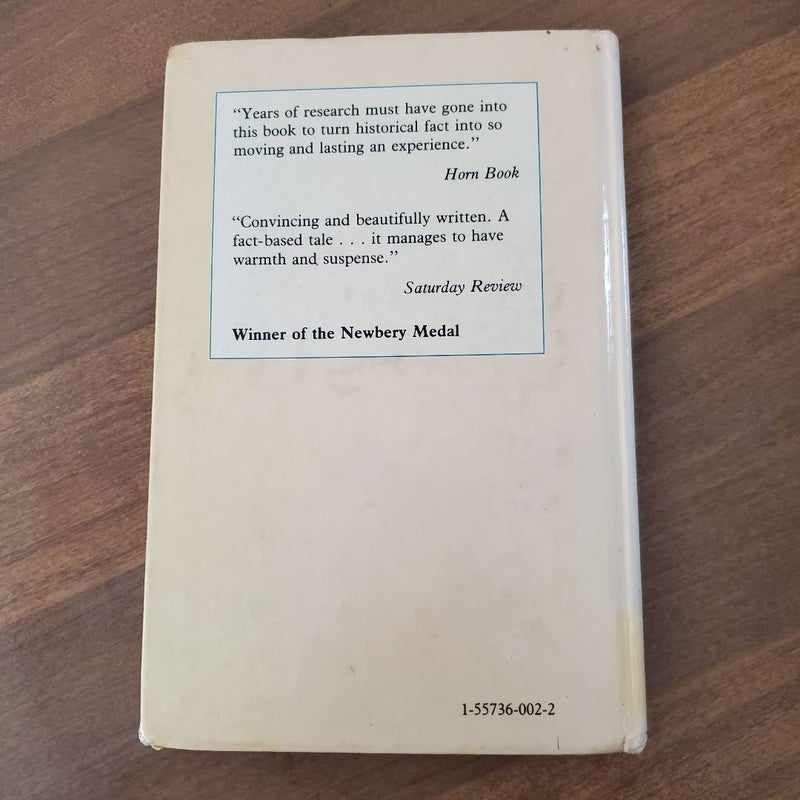 “Years of research must have gone into
this book to turn historical fact into so
moving and lasting an experience.”
Horn Book
“Convincing and beautifully written. A
fact-based tale . . . it manages to have
warmth and suspense.”
Saturday Review
Winner of the Newbery Medal
1-55736-002-2